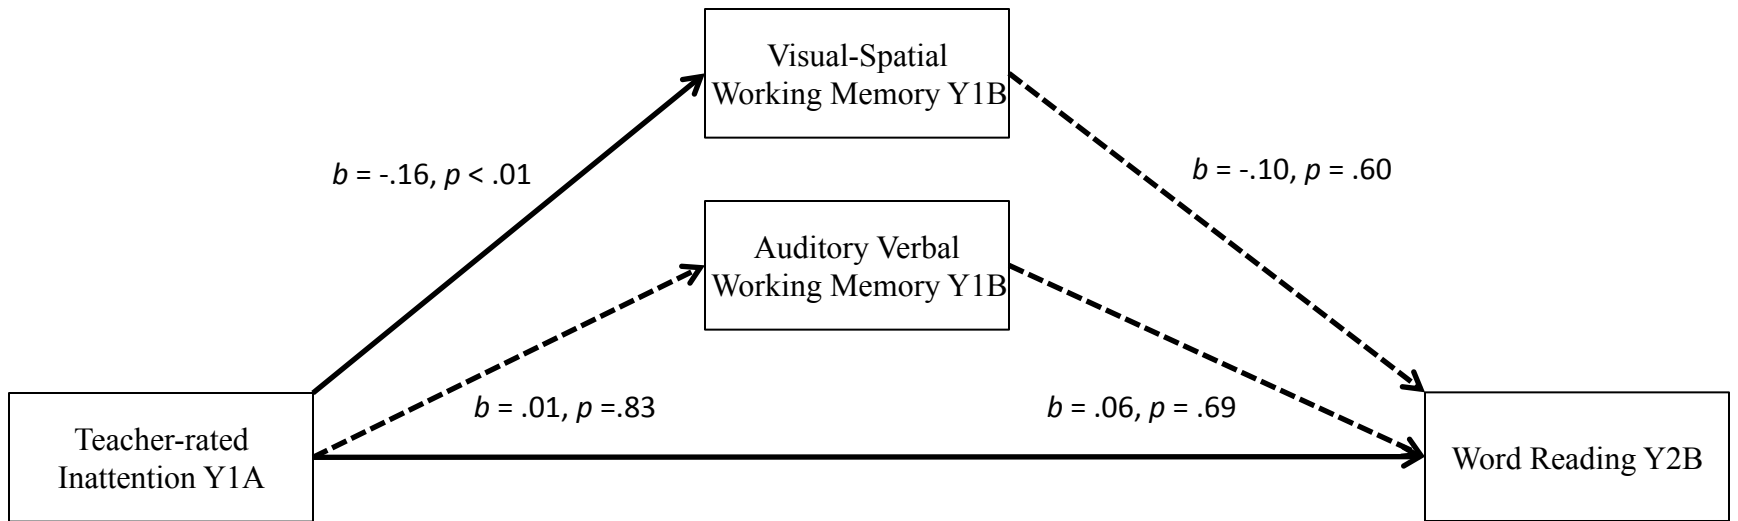 Visual-Spatial
Working Memory Y1B
b = -.16, p < .01
b = -.10, p = .60
Auditory Verbal
Working Memory Y1B
b = .01, p =.83
b = .06, p = .69
Teacher-rated
Inattention Y1A
Word Reading Y2B